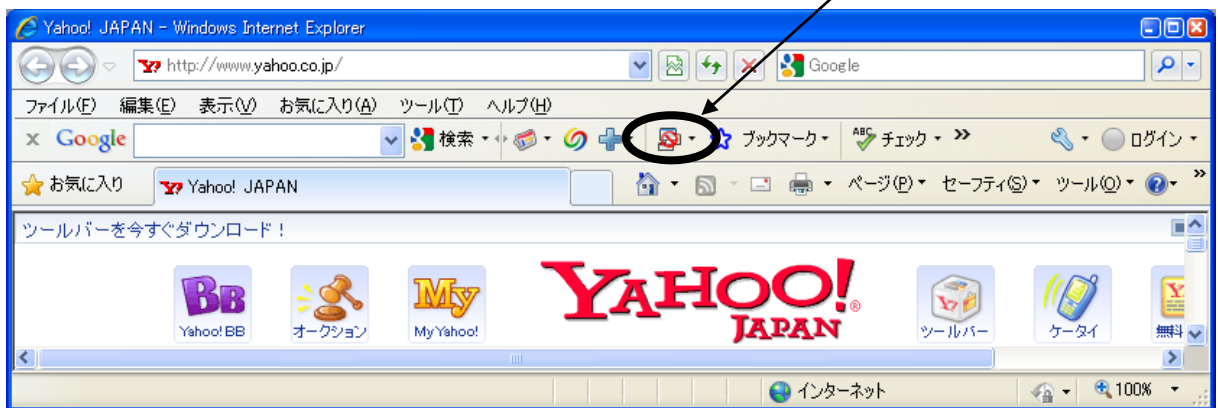 Yahoo! JAPAN - Windows Internet Explorer
http://www.yahoo.co.jp/ Google
ファイル(F) 編集(E) 表示(V) お気に入り(A) ツール(T) ヘルプ(H)
x Google 検索 ブックマーク ABC チェック » ログイン
お気に入り Yahoo! JAPAN ページ(P) セーフティ(S) ツール(O) »
ツールバーを今すぐダウンロード!
BB My YAHOO! JAPAN
Yahoo! BB オークション My Yahoo! ツールバー ケータイ 無料
インターネット 100%